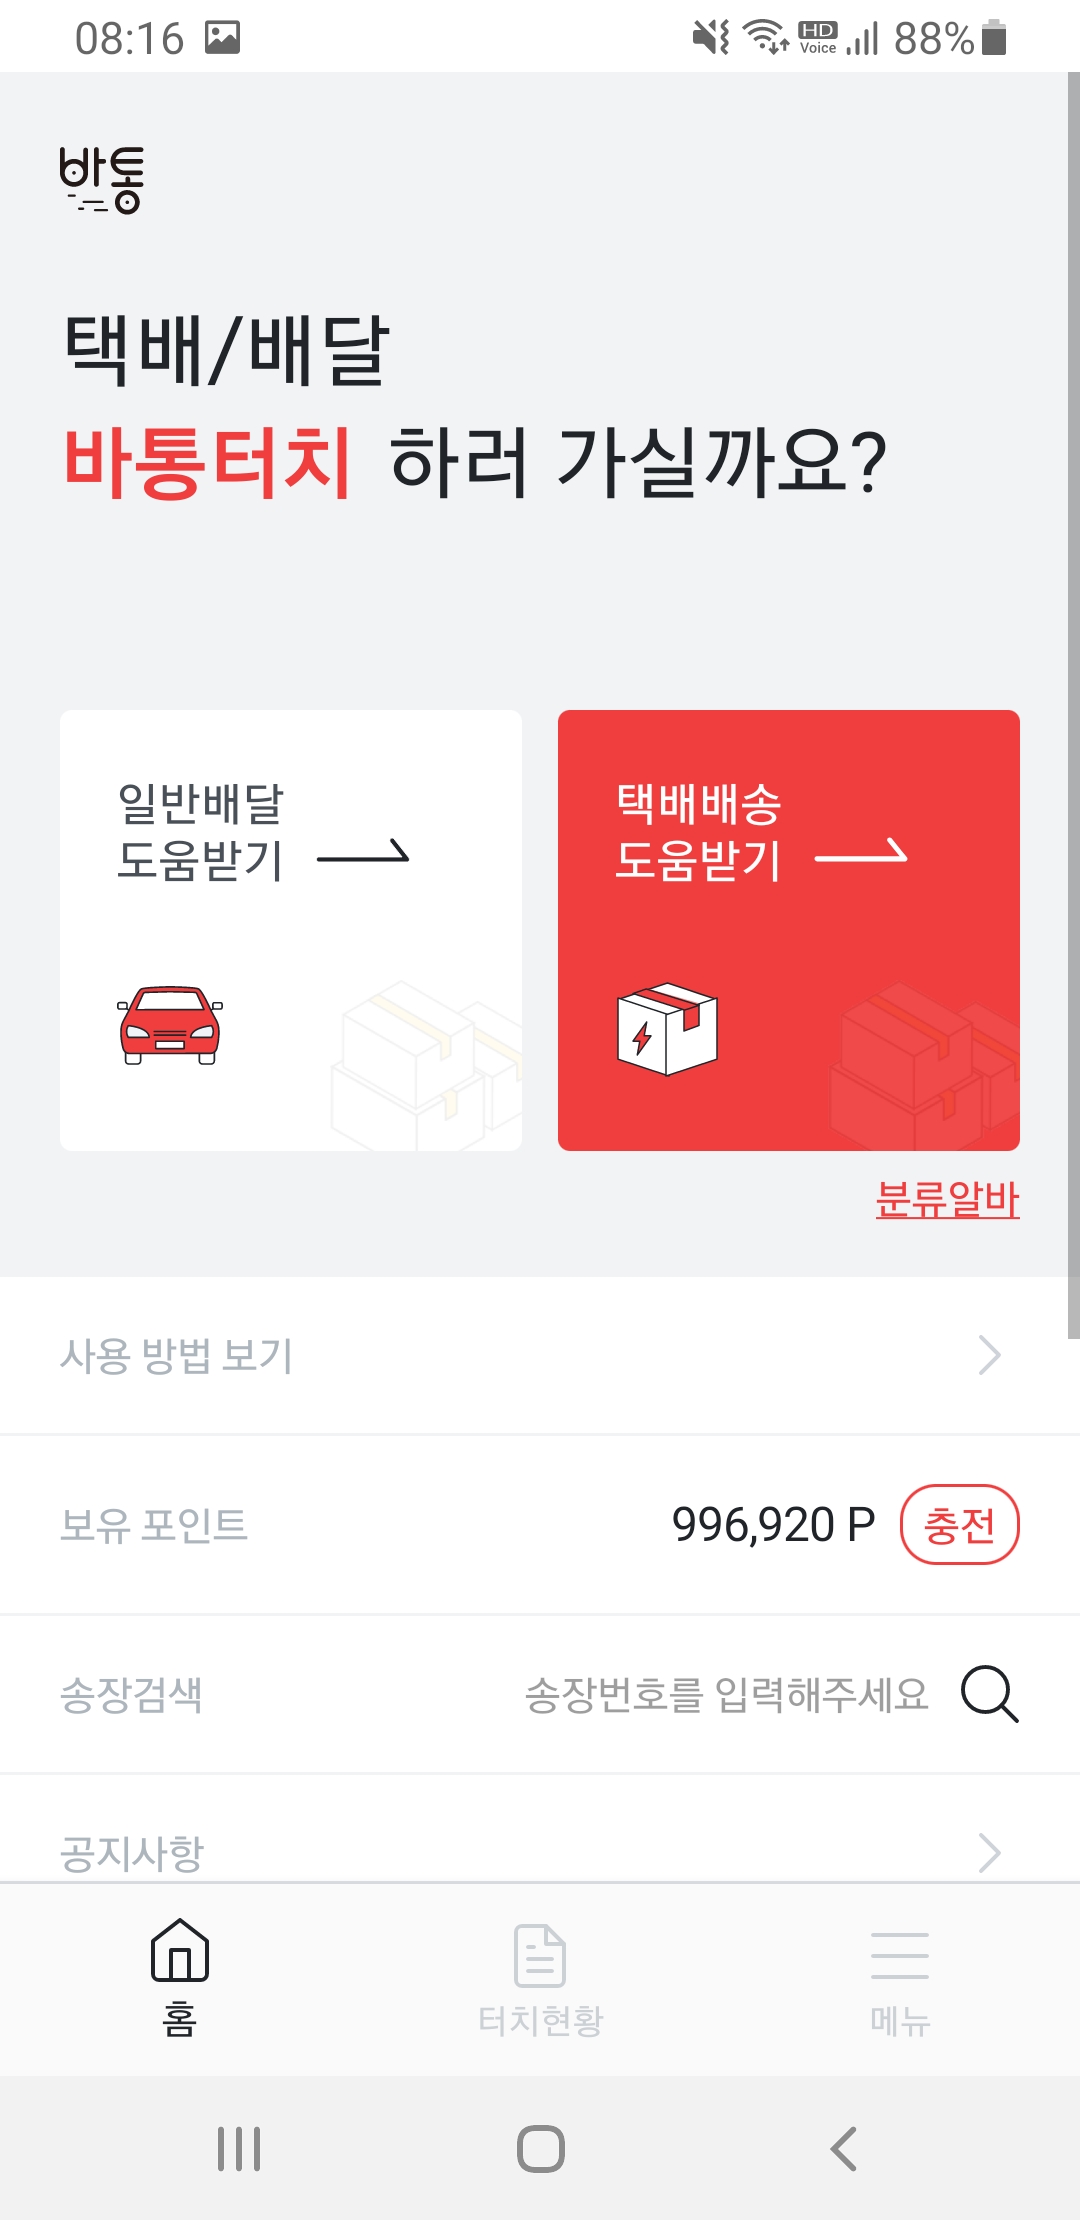 08:16
HD Voice
88%
바통
택배/배달
바통터치 하러 가실까요?
일반배달
도움받기
택배배송
도움받기
분류알바
사용 방법 보기
보유 포인트
996,920 P
충전
송장검색
송장번호를 입력해주세요
공지사항
홈
터치현황
메뉴